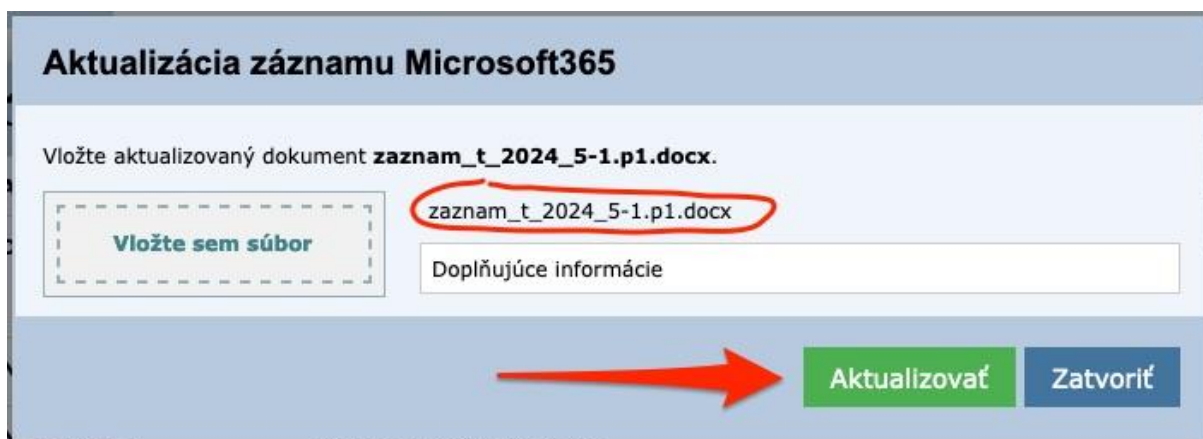 Aktualizácia záznamu Microsoft365
Vložte aktualizovaný dokument zaznam_t_2024_5-1.p1.docx.
Vložte sem súbor
zaznam_t_2024_5-1.p1.docx
Doplňujúce informácie
Aktualizovať
Zatvoriť